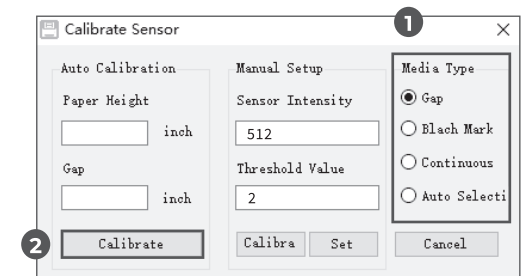 1
Calibrate Sensor
Auto Calibration
Paper Height
inch
Gap
inch
2
Calibrate
Manual Setup
Sensor Intensity
512
Threshold Value
2
Calibra
Set
Media Type
Gap
Blach Mark
Continuous
Auto Selecti
Cancel